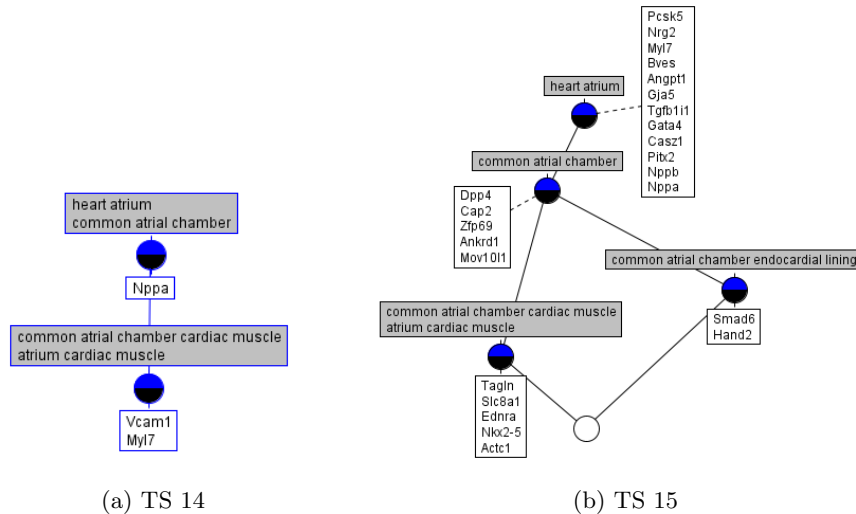 heart atrium
common atrial chamber
Nppa
common atrial chamber cardiac muscle
atrium cardiac muscle
Vcam1
Myl7
(a) TS 14
Pcsk5
Nrg2
Myl7
Bves
Angpt1
Gja5
Tgfb1i1
Gata4
Casz1
Pitx2
Nppb
Nppa
heart atrium
common atrial chamber
Dpp4
Cap2
Zfp69
Ankrd1
Mov10l1
common atrial chamber endocardial lining
Smad6
Hand2
common atrial chamber cardiac muscle
atrium cardiac muscle
Tagln
Slc8a1
Ednra
Nkx2-5
Actc1
(b) TS 15